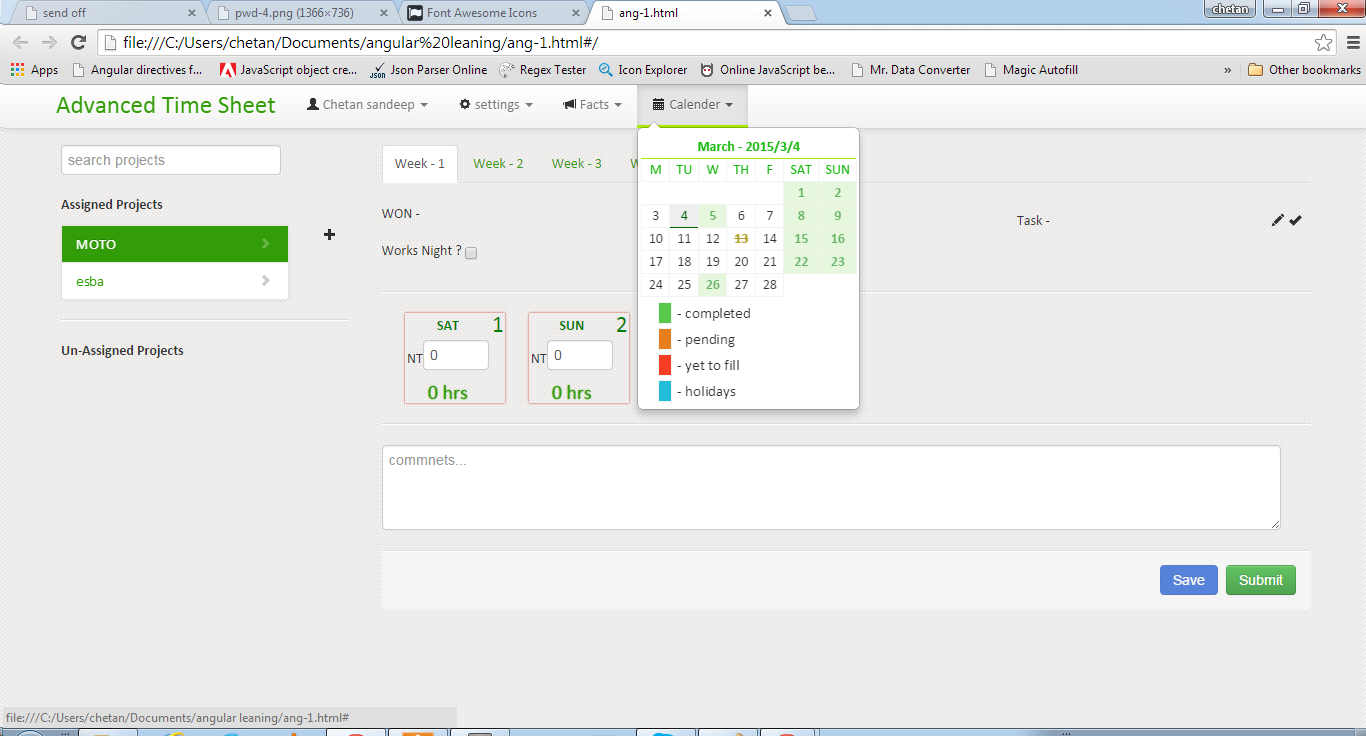 send off
pwd-4.png (1366×736)
Font Awesome Icons
ang-1.html
chetan
file:///C:/Users/chetan/Documents/angular%20leaning/ang-1.html#/
Apps
Angular directives f...
JavaScript object cre...
Json Parser Online
Regex Tester
Icon Explorer
Online JavaScript be...
Mr. Data Converter
Magic Autofill
»
Other bookmarks
Advanced Time Sheet
Chetan sandeep
settings
Facts
Calender
search projects
Assigned Projects
MOTO
esba
Un-Assigned Projects
Week - 1
Week - 2
Week - 3
March - 2015/3/4
M TU W TH F SAT SUN
1 2
3 4 5 6 7 8 9
10 11 12 13 14 15 16
17 18 19 20 21 22 23
24 25 26 27 28
- completed
- pending
- yet to fill
- holidays
WON -
Task -
Works Night ?
SAT 1
NT 0
0 hrs
SUN 2
NT 0
0 hrs
commnets...
Save
Submit
file:///C:/Users/chetan/Documents/angular leaning/ang-1.html#